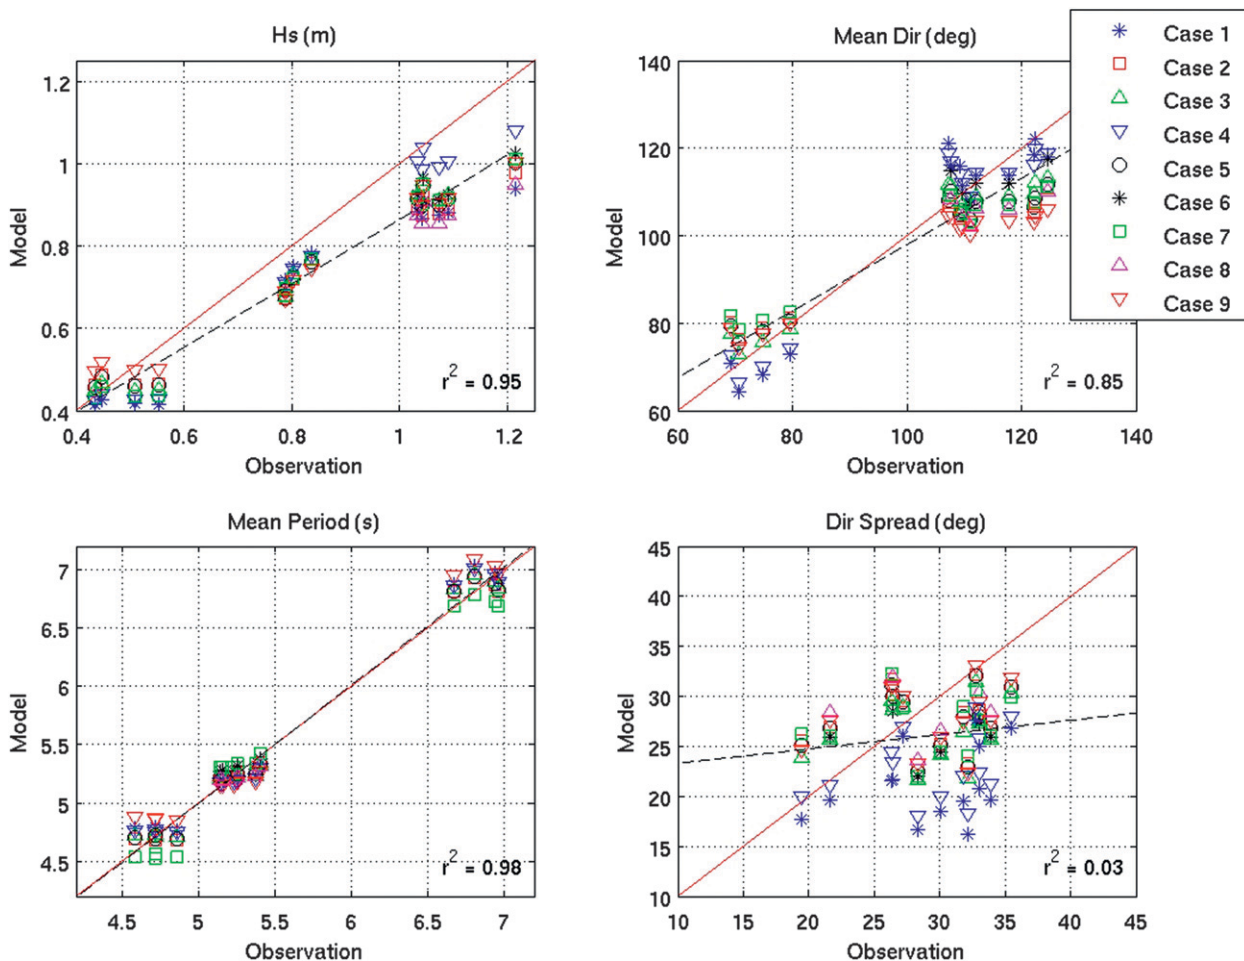 Hs (m)
1.2
1
0.8
0.6
0.4
Model
0.4 0.6 0.8 1 1.2
Observation
r2 = 0.95
Mean Dir (deg)
140
120
100
80
60
Model
60 80 100 120 140
Observation
r2 = 0.85
Case 1
Case 2
Case 3
Case 4
Case 5
Case 6
Case 7
Case 8
Case 9
Mean Period (s)
7
6.5
6
5.5
5
4.5
Model
4.5 5 5.5 6 6.5 7
Observation
r2 = 0.98
Dir Spread (deg)
45
40
35
30
25
20
15
10
Model
10 15 20 25 30 35 40 45
Observation
r2 = 0.03